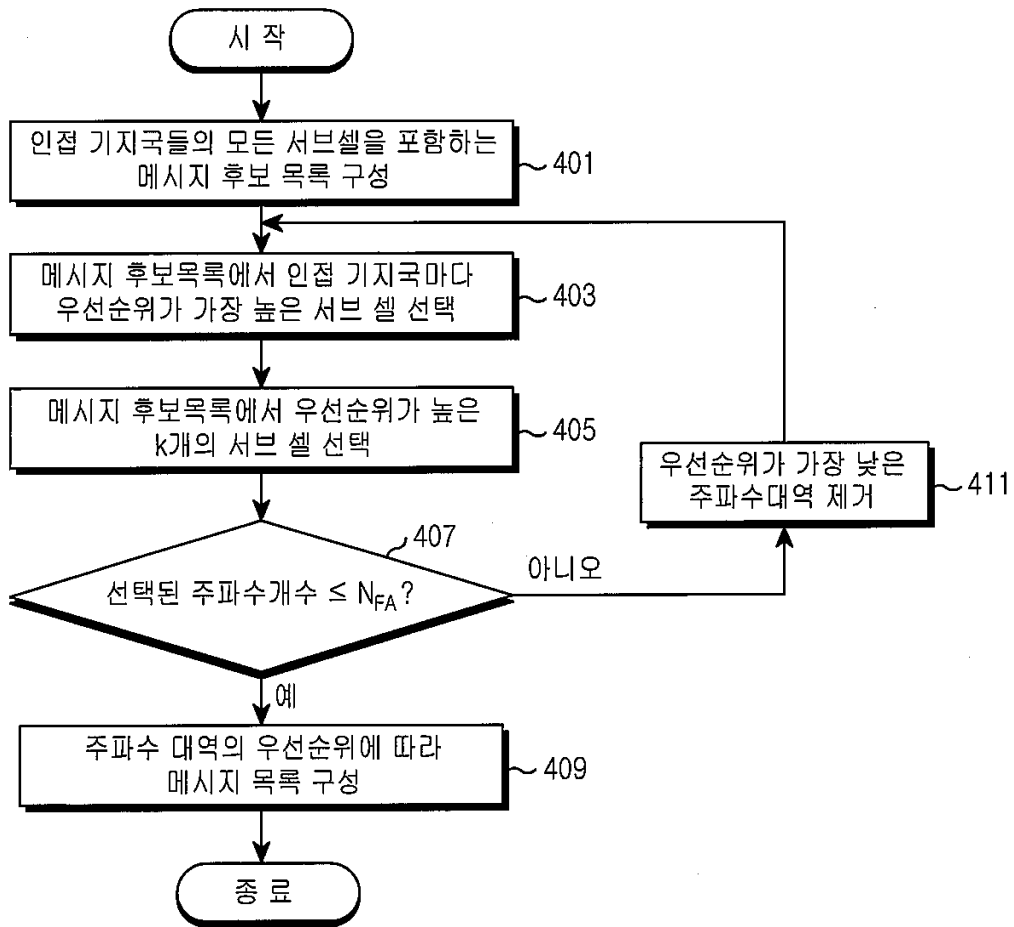 시 작
인접 기지국들의 모든 서브셀을 포함하는
메시지 후보 목록 구성
401
메시지 후보목록에서 인접 기지국마다
우선순위가 가장 높은 서브 셀 선택
403
메시지 후보목록에서 우선순위가 높은
k개의 서브 셀 선택
405
우선순위가 가장 낮은
주파수대역 제거
411
407
선택된 주파수개수 ≤ N_FA?
아니오
예
주파수 대역의 우선순위에 따라
메시지 목록 구성
409
종 료